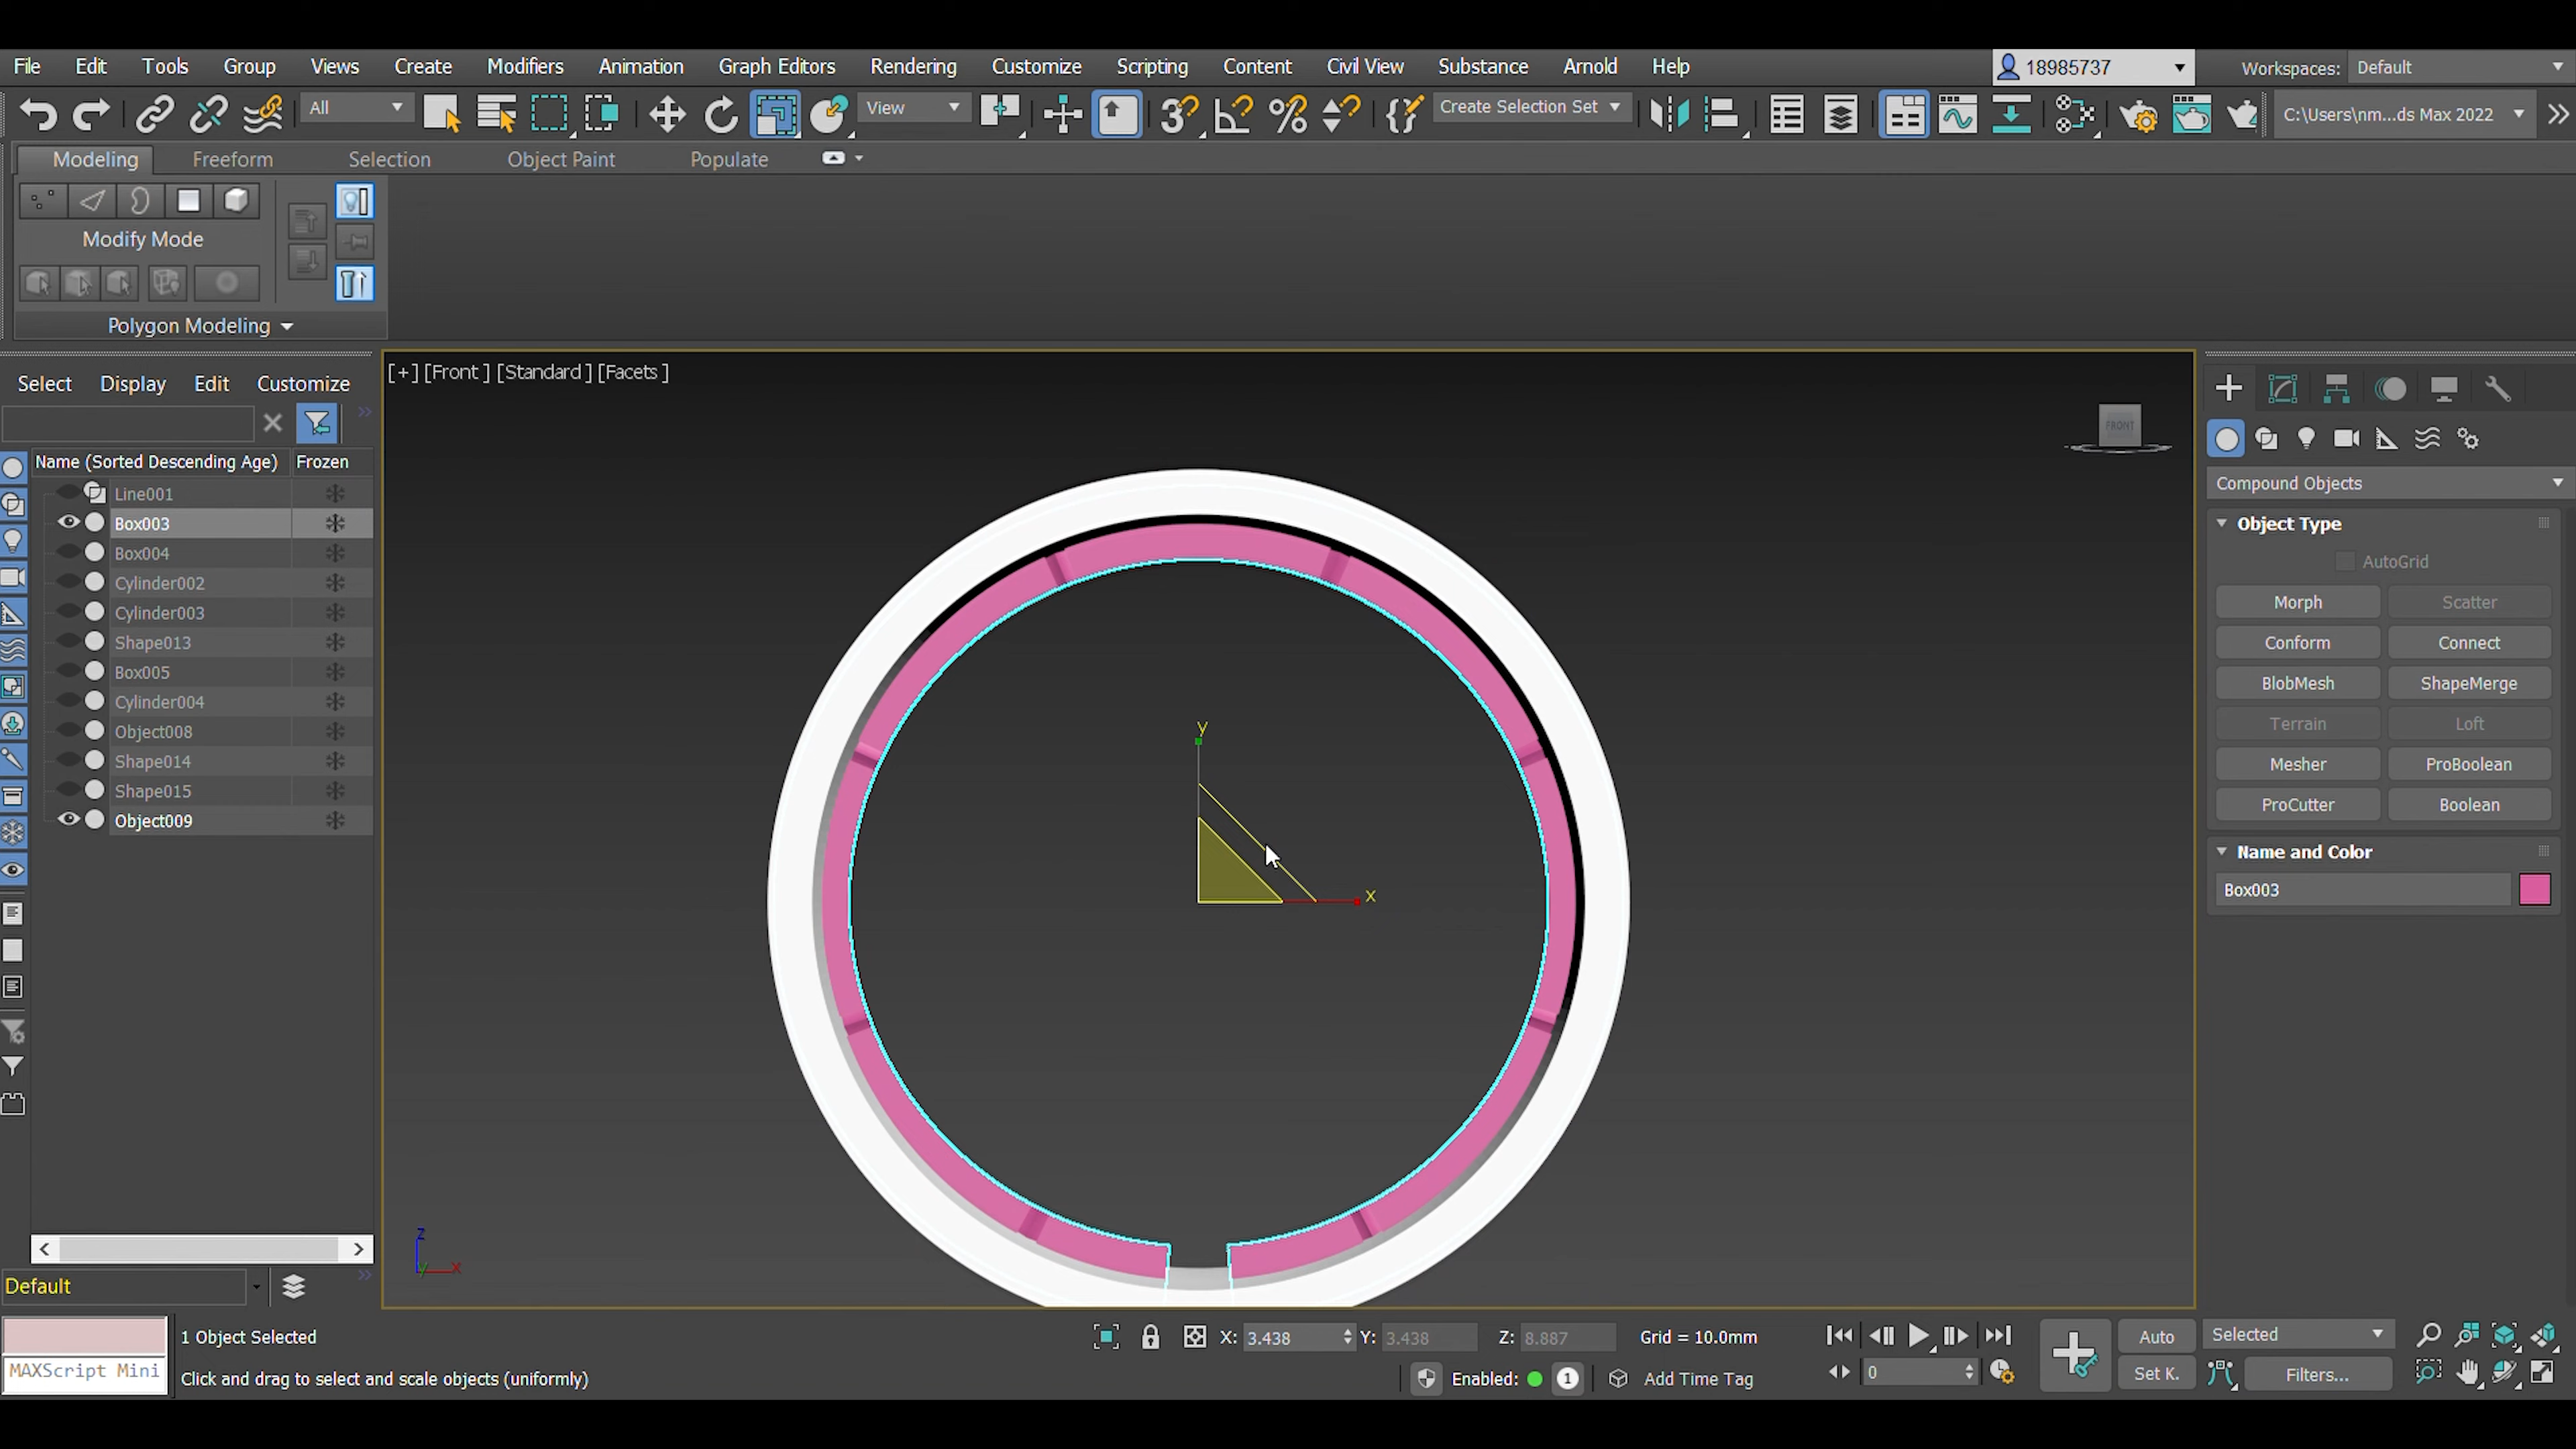 File Edit Tools Group Views Create Modifiers Animation Graph Editors Rendering Customize Scripting Content Civil View Substance Arnold Help 18985737 Workspaces: Default
All View Create Selection Set C:\Users\nm...ds Max 2022
Modeling Freeform Selection Object Paint Populate
Modify Mode
Polygon Modeling
Select Display Edit Customize
[+] [Front ] [Standard ] [Facets ]
FRONT
Name (Sorted Descending Age) Frozen
Line001
Box003
Box004
Cylinder002
Cylinder003
Shape013
Box005
Cylinder004
Object008
Shape014
Shape015
Object009
Default
y
x
z
y
x
Compound Objects
Object Type
AutoGrid
Morph Scatter
Conform Connect
BlobMesh ShapeMerge
Terrain Loft
Mesher ProBoolean
ProCutter Boolean
Name and Color
Box003
1 Object Selected X: 3.438 Y: 3.438 Z: 8.887 Grid = 10.0mm Auto Selected
MAXScript Mini Click and drag to select and scale objects (uniformly) Enabled: 1 Add Time Tag 0 Set K. Filters...